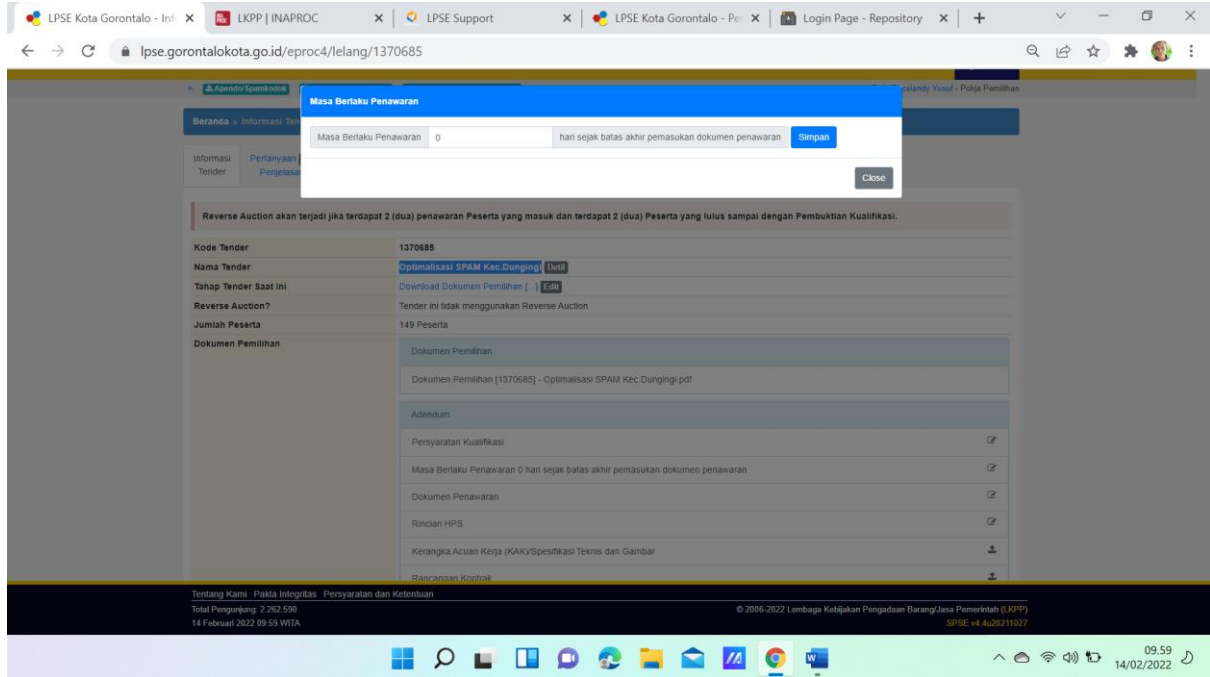 LPSE Kota Gorontalo - Inf
LKPP | INAPROC
LPSE Support
LPSE Kota Gorontalo - Pe
Login Page - Repository
lpse.gorontalokota.go.id/eproc4/lelang/1370685
Apendo/Spamkodok
Yusuf - Pokja Pemilihan
Masa Berlaku Penawaran
Beranda » Informasi Ten
Masa Berlaku Penawaran 0 hari sejak batas akhir pemasukan dokumen penawaran Simpan
Informasi Tender
Pertanyaan
Penjelasa
Close
Reverse Auction akan terjadi jika terdapat 2 (dua) penawaran Peserta yang masuk dan terdapat 2 (dua) Peserta yang lulus sampai dengan Pembuktian Kualifikasi.
Kode Tender 1370685
Nama Tender Optimalisasi SPAM Kec.Dungingi Detil
Tahap Tender Saat ini Download Dokumen Pemilihan [...] Edit
Reverse Auction? Tender ini tidak menggunakan Reverse Auction
Jumlah Peserta 149 Peserta
Dokumen Pemilihan Dokumen Pemilihan
Dokumen Pemilihan [1370685] - Optimalisasi SPAM Kec.Dungingi.pdf
Adendum
Persyaratan Kualifikasi
Masa Berlaku Penawaran 0 hari sejak batas akhir pemasukan dokumen penawaran
Dokumen Penawaran
Rincian HPS
Kerangka Acuan Kerja (KAK)/Spesifikasi Teknis dan Gambar
Rancangan Kontrak
Tentang Kami Pakta Integritas Persyaratan dan Ketentuan
Total Pengunjung: 2.262.590 © 2006-2022 Lembaga Kebijakan Pengadaan Barang/Jasa Pemerintah (LKPP)
14 Februari 2022 09:59 WITA SPSE v4.4u20211027
09.59
14/02/2022